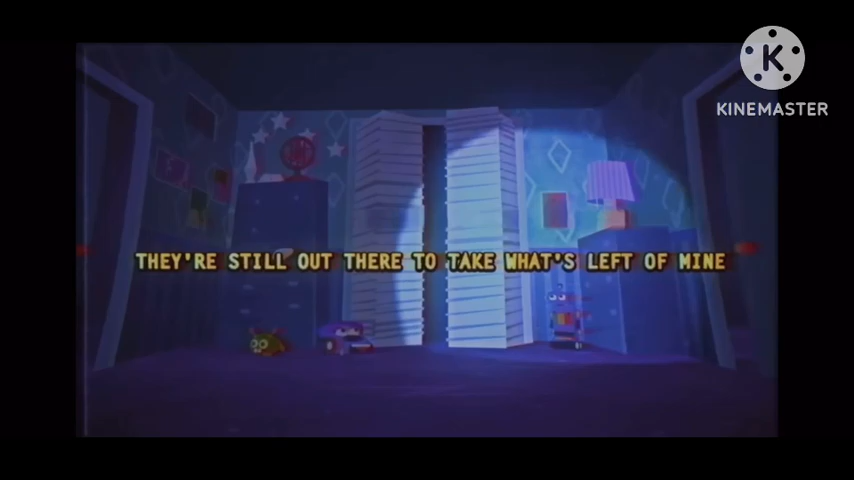 K
KINEMASTER
THEY'RE STILL OUT THERE TO TAKE WHAT'S LEFT OF MINE